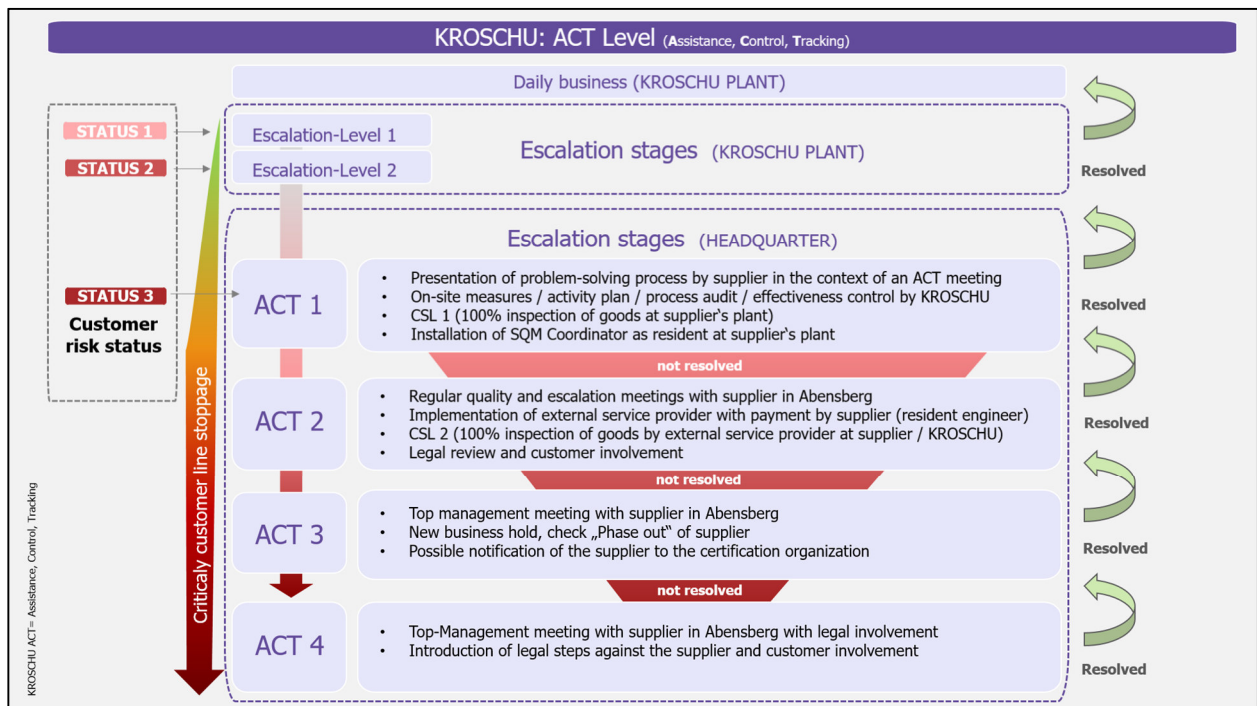 KROSCHU: ACT Level (Assistance, Control, Tracking)
Daily business (KROSCHU PLANT)
STATUS 1
STATUS 2
STATUS 3
Customer
risk status
Criticaly customer line stoppage
KROSCHU ACT= Assistance, Control, Tracking
Escalation-Level 1
Escalation-Level 2
Escalation stages (KROSCHU PLANT)
Resolved
Escalation stages (HEADQUARTER)
ACT 1
• Presentation of problem-solving process by supplier in the context of an ACT meeting
• On-site measures / activity plan / process audit / effectiveness control by KROSCHU
• CSL 1 (100% inspection of goods at supplier‘s plant)
• Installation of SQM Coordinator as resident at supplier‘s plant
Resolved
not resolved
ACT 2
• Regular quality and escalation meetings with supplier in Abensberg
• Implementation of external service provider with payment by supplier (resident engineer)
• CSL 2 (100% inspection of goods by external service provider at supplier / KROSCHU)
• Legal review and customer involvement
Resolved
not resolved
ACT 3
• Top management meeting with supplier in Abensberg
• New business hold, check „Phase out“ of supplier
• Possible notification of the supplier to the certification organization
Resolved
not resolved
ACT 4
• Top-Management meeting with supplier in Abensberg with legal involvement
• Introduction of legal steps against the supplier and customer involvement
Resolved